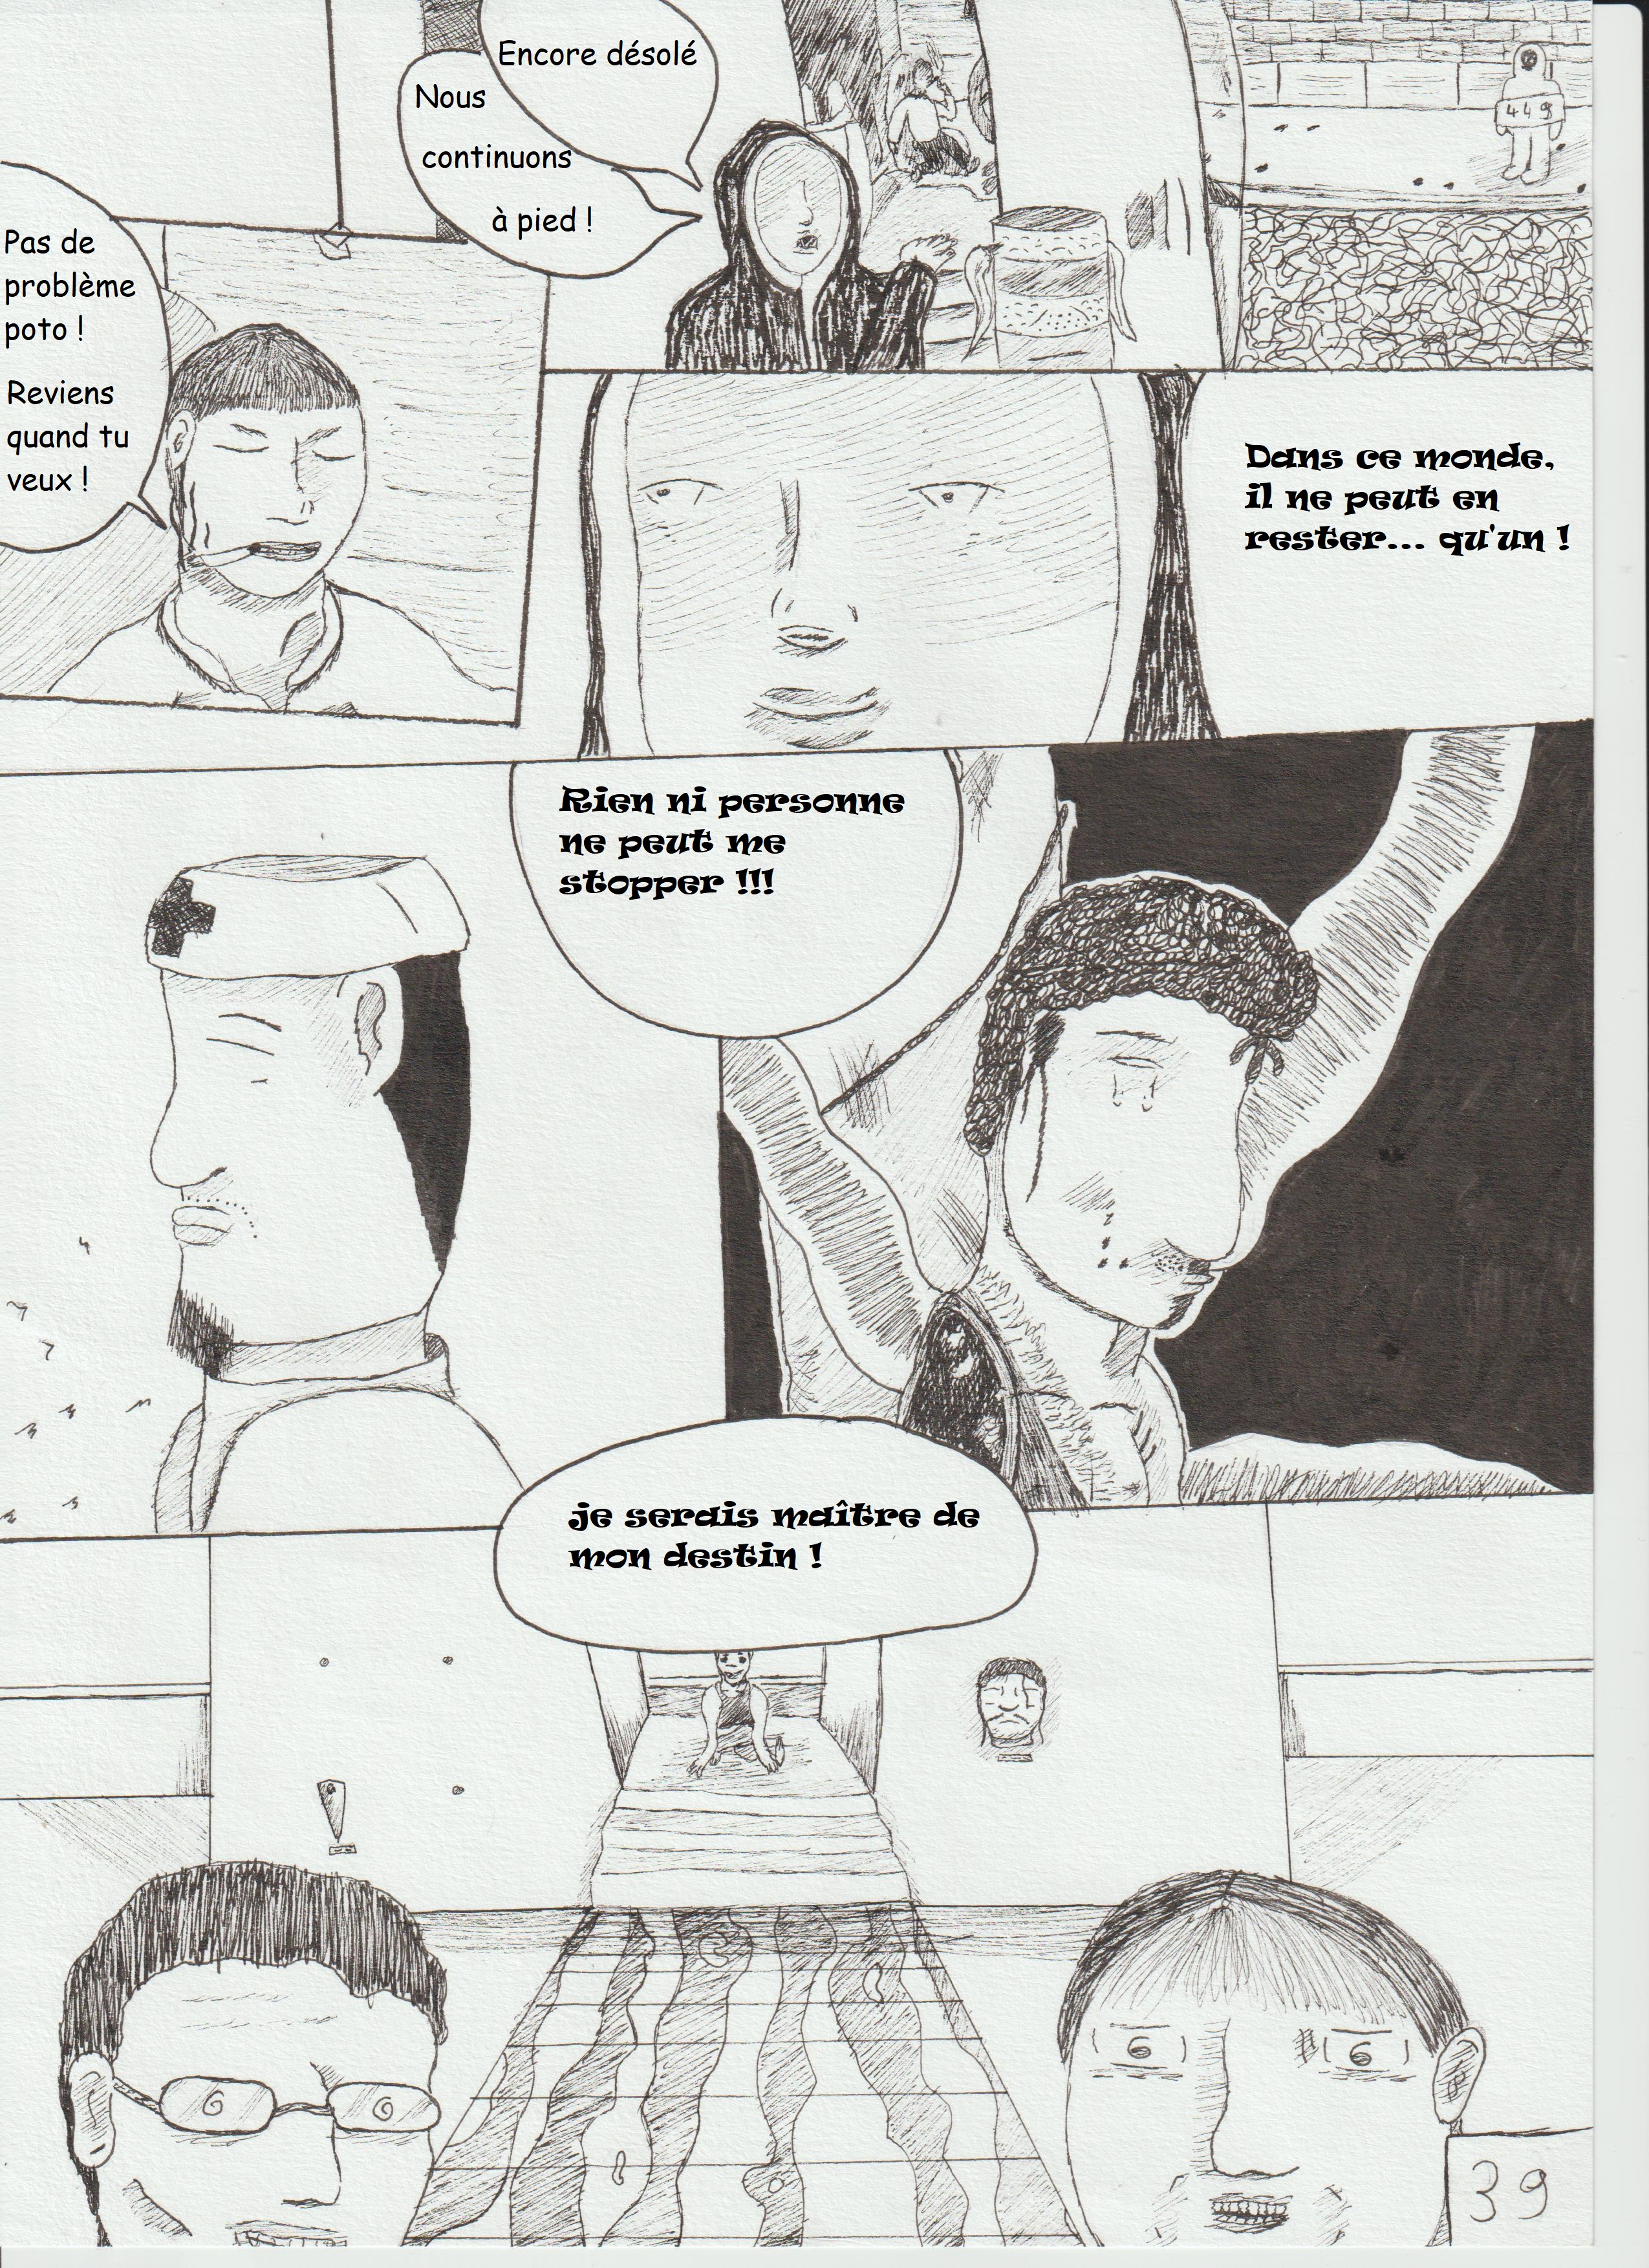 Encore désolé
Nous
continuons
à pied !
449
Pas de
problème
poto !
Reviens
quand tu
veux !
Dans ce monde,
il ne peut en
rester... qu'un !
Rien ni personne
ne peut me
stopper !!!
je serais maître de
mon destin !
39